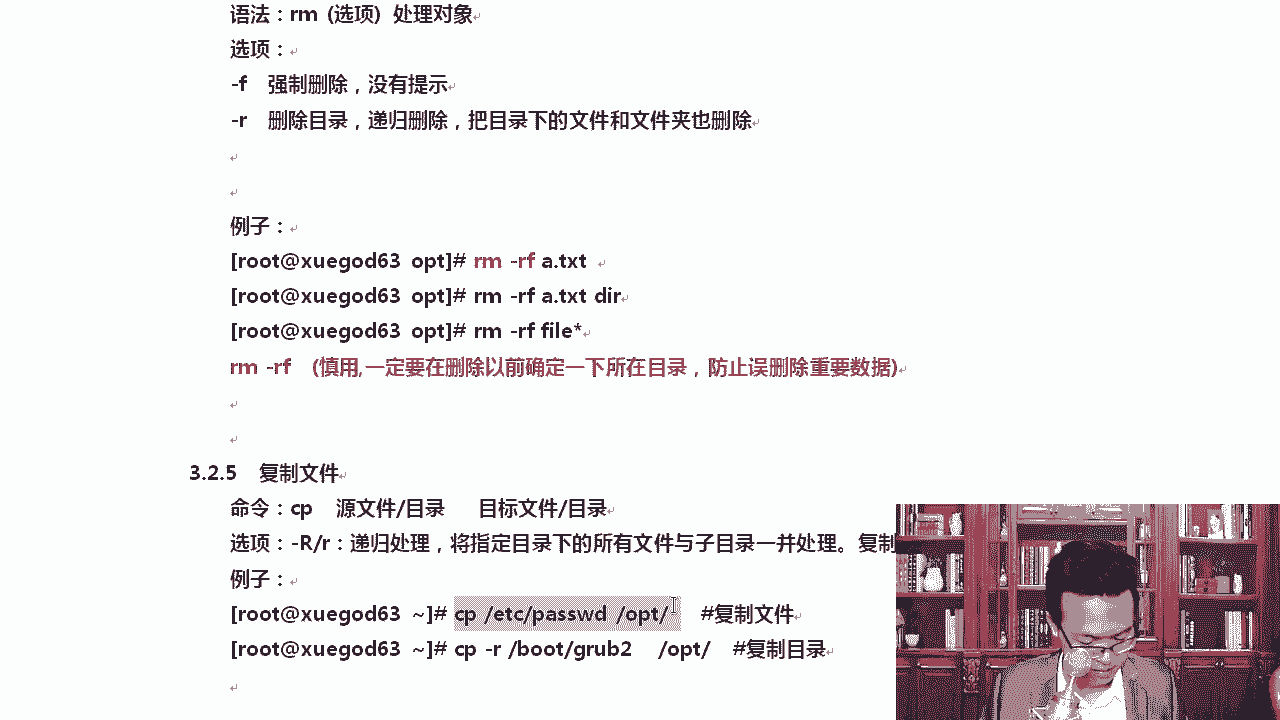 语法：rm (选项) 处理对象
选项：
-f 强制删除，没有提示
-r 删除目录，递归删除，把目录下的文件和文件夹也删除
例子：
[root@xuegod63 opt]# rm -rf a.txt
[root@xuegod63 opt]# rm -rf a.txt dir
[root@xuegod63 opt]# rm -rf file*
rm -rf (慎用,一定要在删除以前确定一下所在目录，防止误删除重要数据)
3.2.5 复制文件
命令：cp 源文件/目录 目标文件/目录
选项：-R/r：递归处理，将指定目录下的所有文件与子目录一并处理。复制
例子：
[root@xuegod63 ~]# cp /etc/passwd /opt/ #复制文件
[root@xuegod63 ~]# cp -r /boot/grub2 /opt/ #复制目录